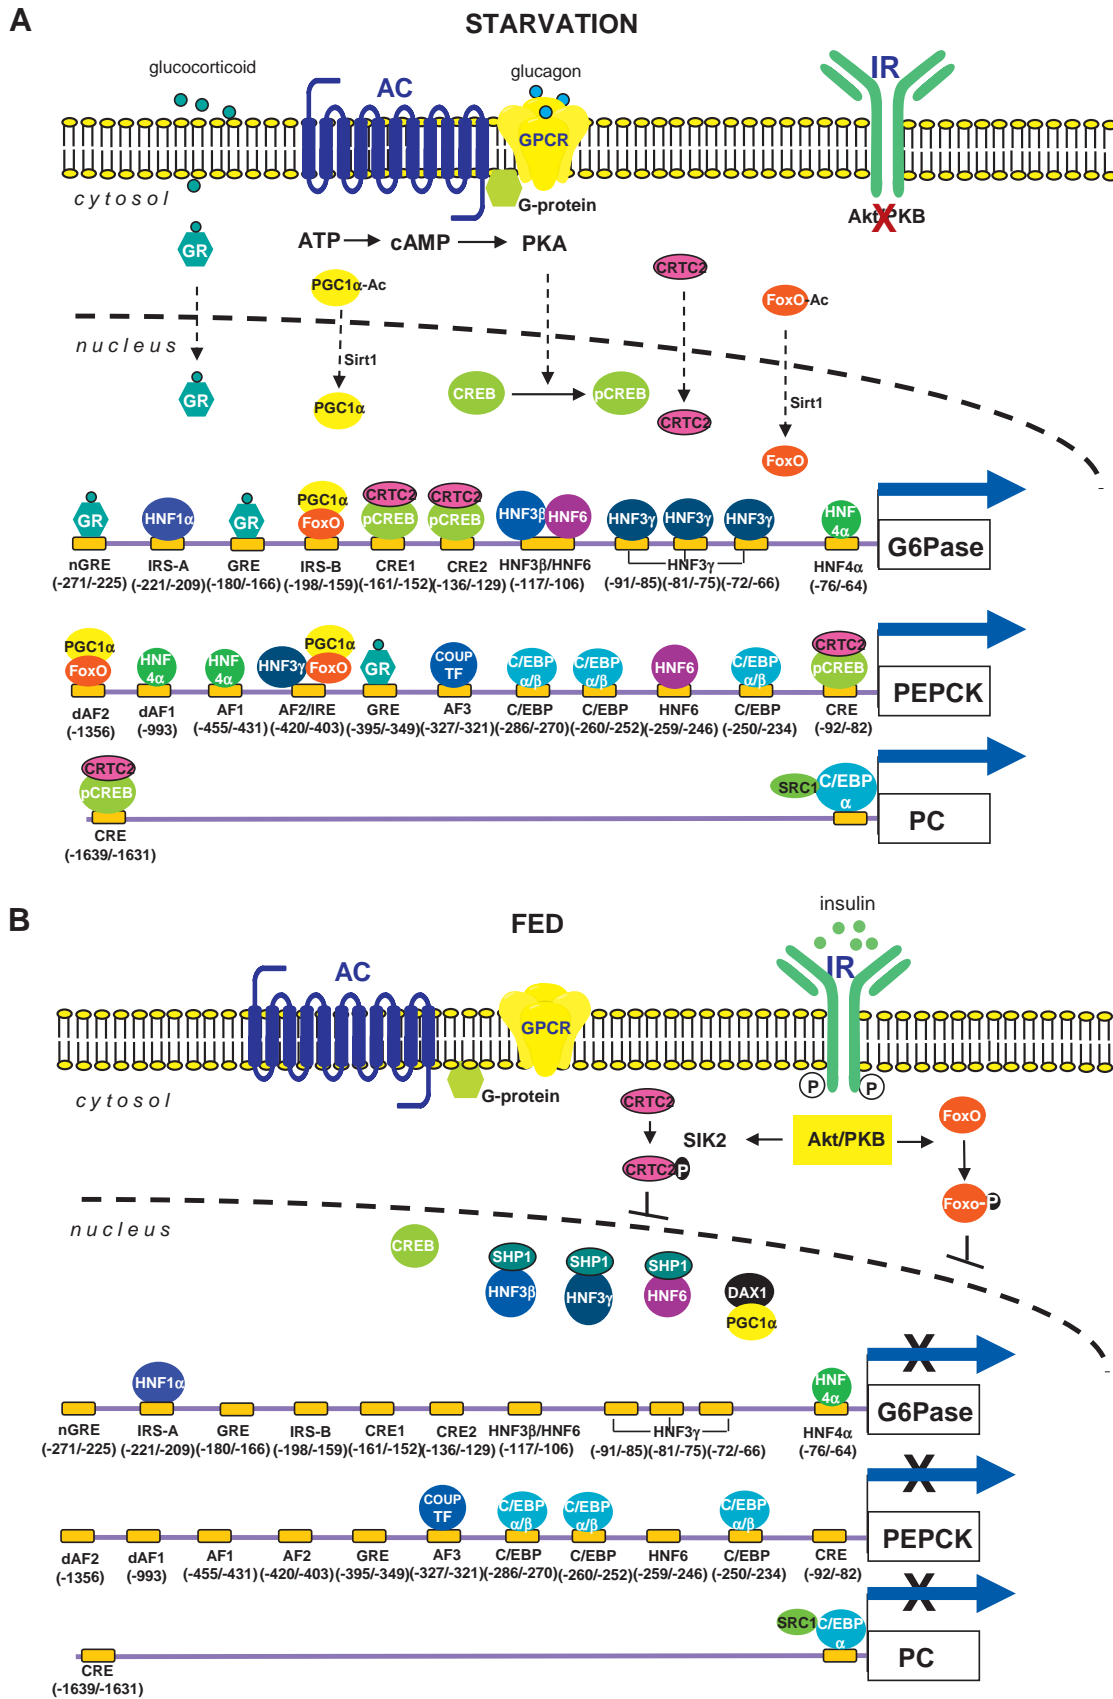 A
STARVATION
glucocorticoid
AC
glucagon
IR
GPCR
cytosol
G-protein
Akt/PKB
X
GR
ATP
cAMP
PKA
CRTC2
PGC1α-Ac
FoxO-Ac
nucleus
Sirt1
GR
PGC1α
CREB
pCREB
CRTC2
Sirt1
FoxO
GR
HNF1α
GR
PGC1α
FoxO
CRTC2
pCREB
CRTC2
pCREB
HNF3β
HNF6
HNF3γ
HNF3γ
HNF3γ
HNF
4α
G6Pase
nGRE
IRS-A
GRE
IRS-B
CRE1
CRE2
HNF3β/HNF6
HNF3γ
HNF4α
(-271/-225)
(-221/-209)
(-180/-166)
(-198/-159)
(-161/-152)
(-136/-129)
(-117/-106)
(-91/-85)
(-81/-75)
(-72/-66)
(-76/-64)
PGC1α
FoxO
HNF
4α
HNF
4α
HNF3γ
PGC1α
FoxO
GR
COUP
TF
C/EBP
α/β
C/EBP
α/β
HNF6
C/EBP
α/β
CRTC2
pCREB
PEPCK
dAF2
dAF1
AF1
AF2/IRE
GRE
AF3
C/EBP
C/EBP
HNF6
C/EBP
CRE
(-1356)
(-993)
(-455/-431)
(-420/-403)
(-395/-349)
(-327/-321)
(-286/-270)
(-260/-252)
(-259/-246)
(-250/-234)
(-92/-82)
CRTC2
pCREB
SRC1
C/EBP
α
PC
CRE
(-1639/-1631)
B
FED
insulin
AC
IR
GPCR
cytosol
G-protein
P
P
CRTC2
FoxO
SIK2
Akt/PKB
CRTC2
P
Foxo-P
nucleus
CREB
SHP1
HNF3β
SHP1
HNF3γ
SHP1
HNF6
DAX1
PGC1α
HNF1α
HNF
4α
X
G6Pase
nGRE
IRS-A
GRE
IRS-B
CRE1
CRE2
HNF3β/HNF6
HNF3γ
HNF4α
(-271/-225)
(-221/-209)
(-180/-166)
(-198/-159)
(-161/-152)
(-136/-129)
(-117/-106)
(-91/-85)
(-81/-75)
(-72/-66)
(-76/-64)
COUP
TF
C/EBP
α/β
C/EBP
α/β
C/EBP
α/β
X
PEPCK
dAF2
dAF1
AF1
AF2
GRE
AF3
C/EBP
C/EBP
HNF6
C/EBP
CRE
(-1356)
(-993)
(-455/-431)
(-420/-403)
(-395/-349)
(-327/-321)
(-286/-270)
(-260/-252)
(-259/-246)
(-250/-234)
(-92/-82)
SRC1
C/EBP
α
X
PC
CRE
(-1639/-1631)